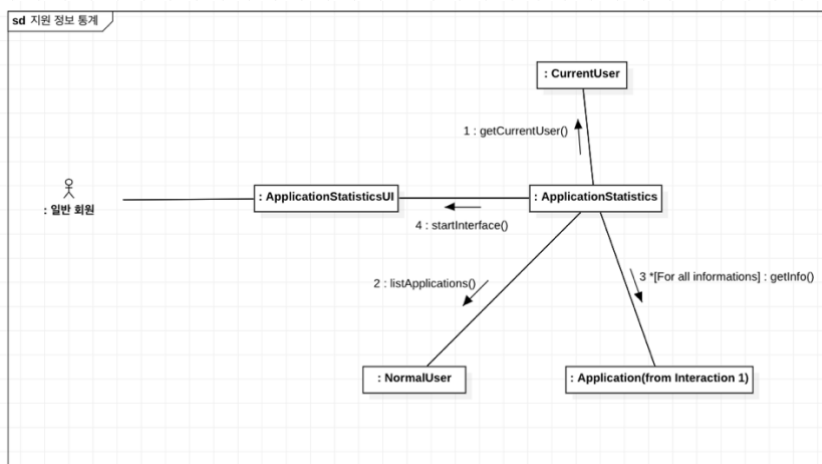 sd 지원 정보 통계
: CurrentUser
1 : getCurrentUser()
: 일반 회원
: ApplicationStatisticsUI
: ApplicationStatistics
4 : startInterface()
2 : listApplications()
3 *[For all informations] : getInfo()
: NormalUser
: Application(from Interaction 1)